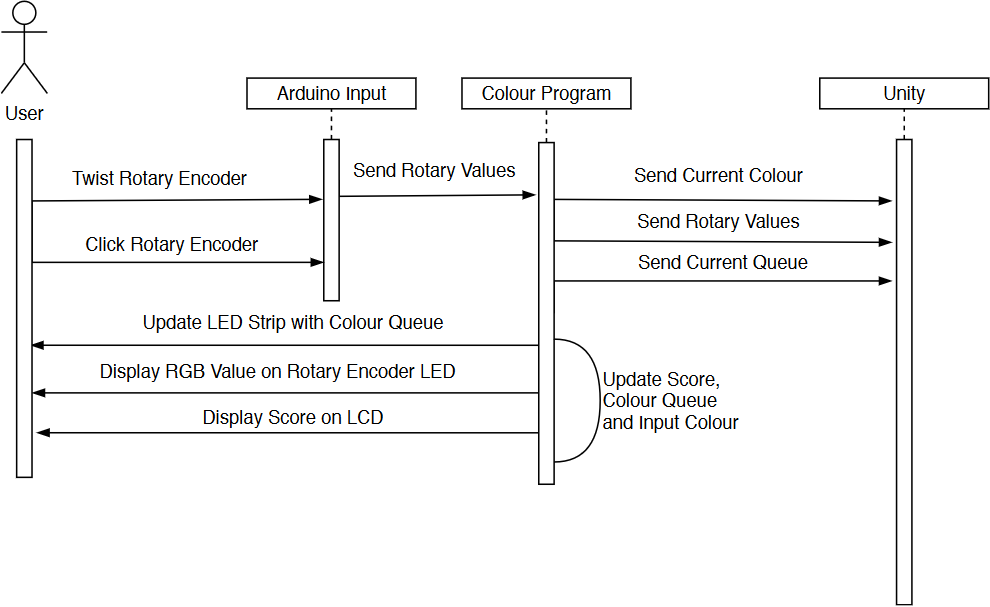 User
Arduino Input
Colour Program
Unity
Twist Rotary Encoder
Send Rotary Values
Send Current Colour
Send Rotary Values
Click Rotary Encoder
Send Current Queue
Update LED Strip with Colour Queue
Display RGB Value on Rotary Encoder LED
Display Score on LCD
Update Score,
Colour Queue
and Input Colour